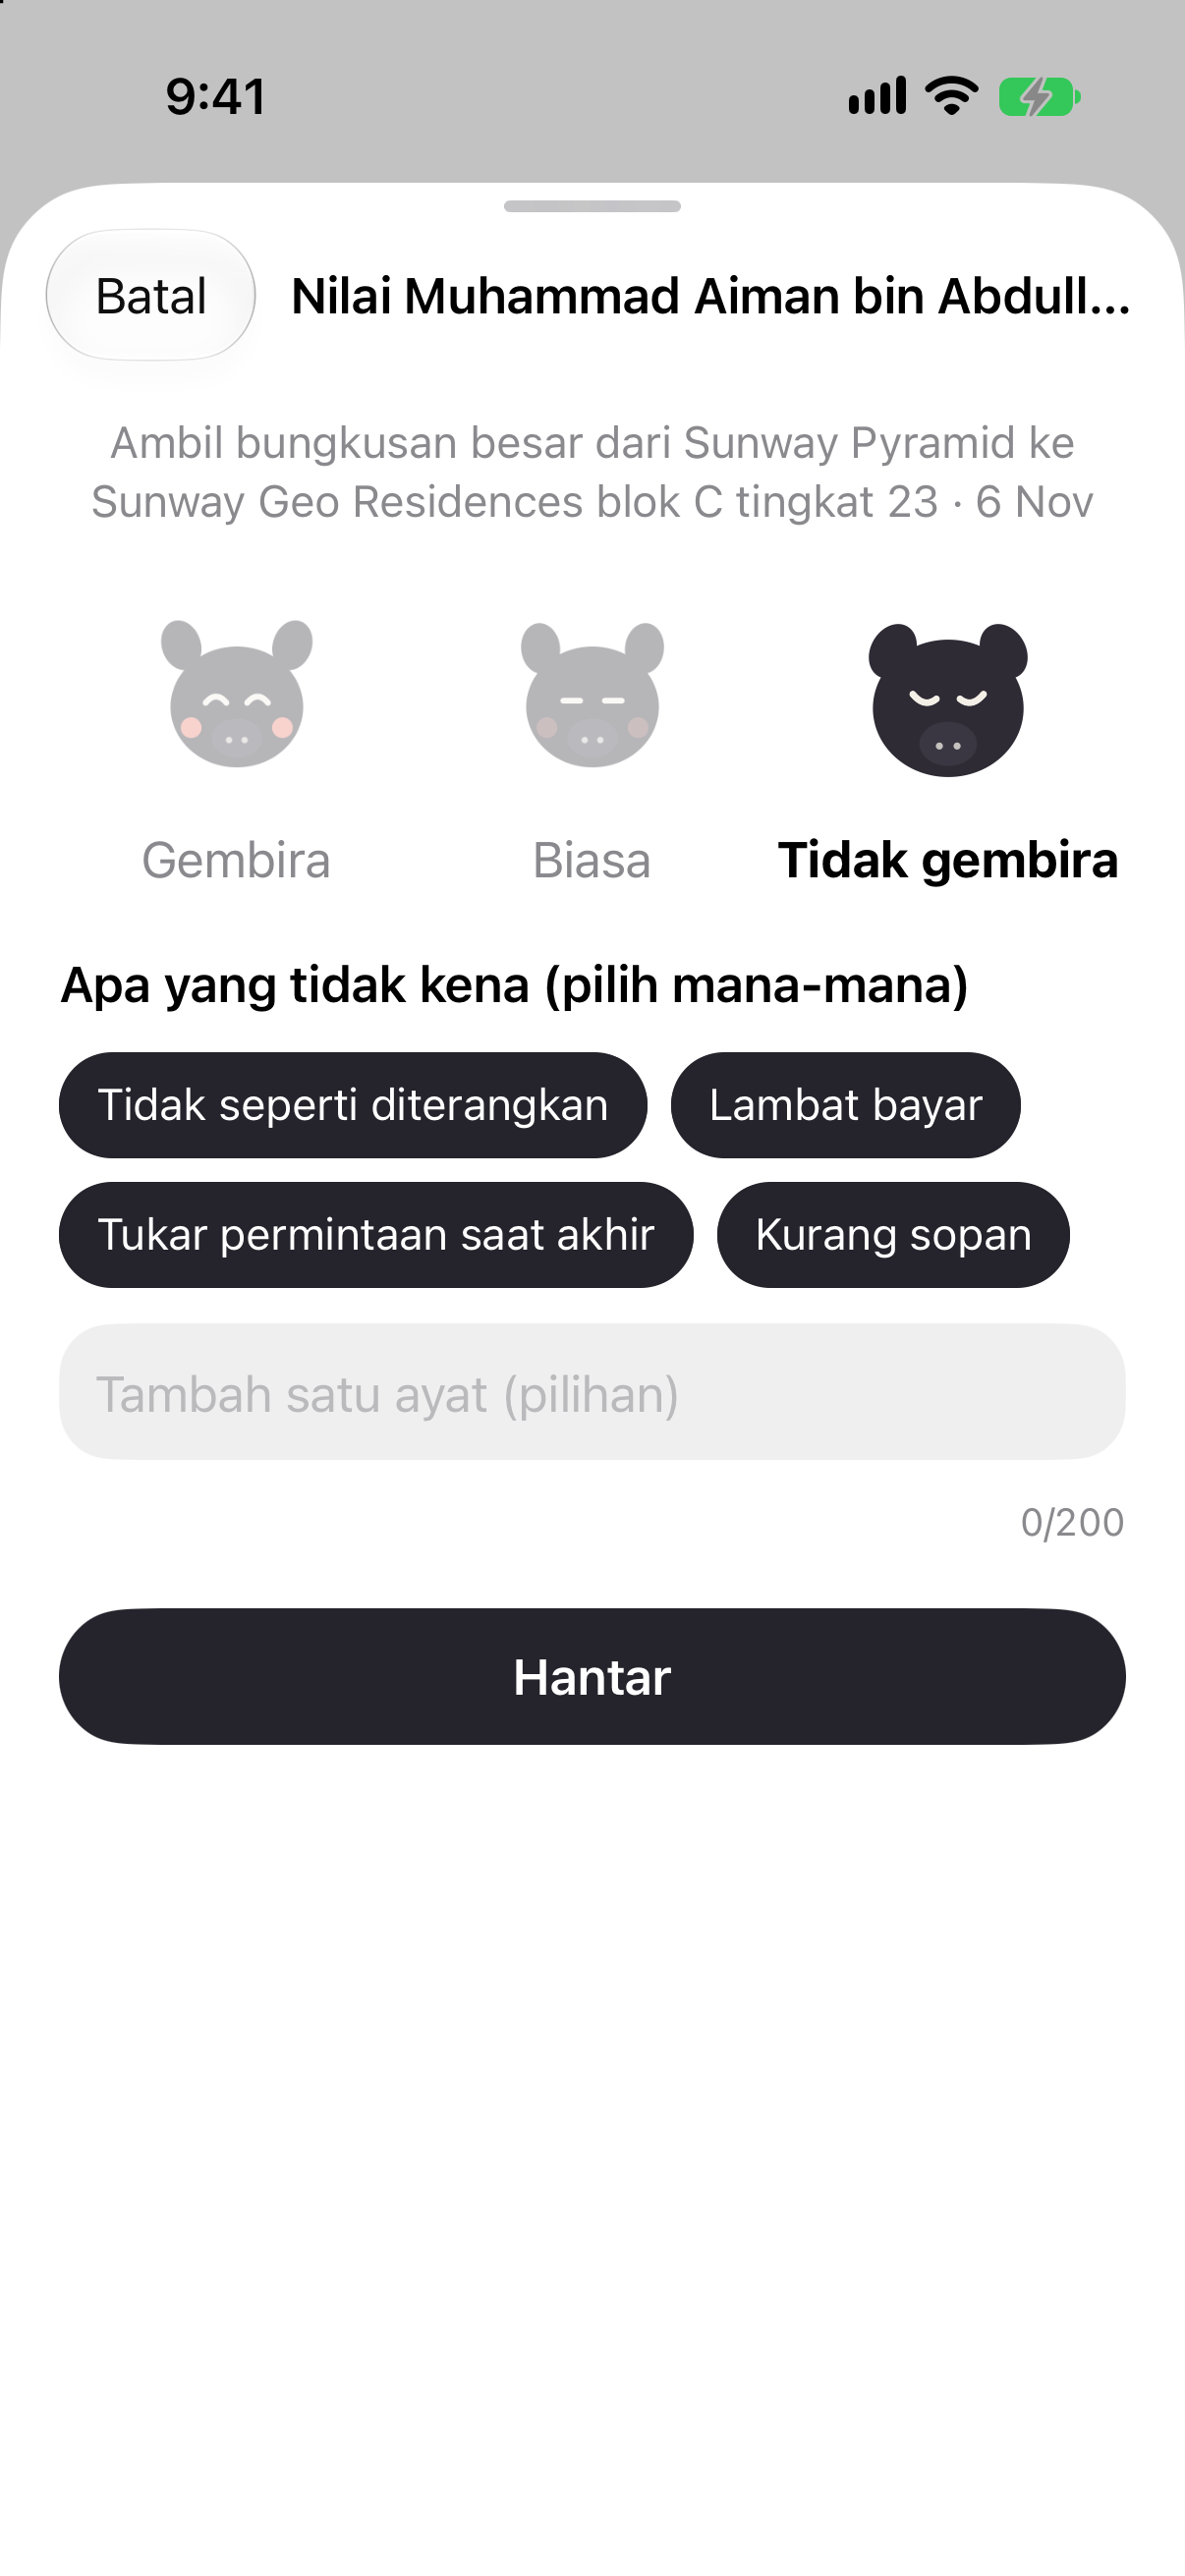 9:41
Batal
Nilai Muhammad Aiman bin Abdull...
Ambil bungkusan besar dari Sunway Pyramid ke
Sunway Geo Residences blok C tingkat 23 · 6 Nov
Gembira
Biasa
Tidak gembira
Apa yang tidak kena (pilih mana-mana)
Tidak seperti diterangkan
Lambat bayar
Tukar permintaan saat akhir
Kurang sopan
Tambah satu ayat (pilihan)
0/200
Hantar